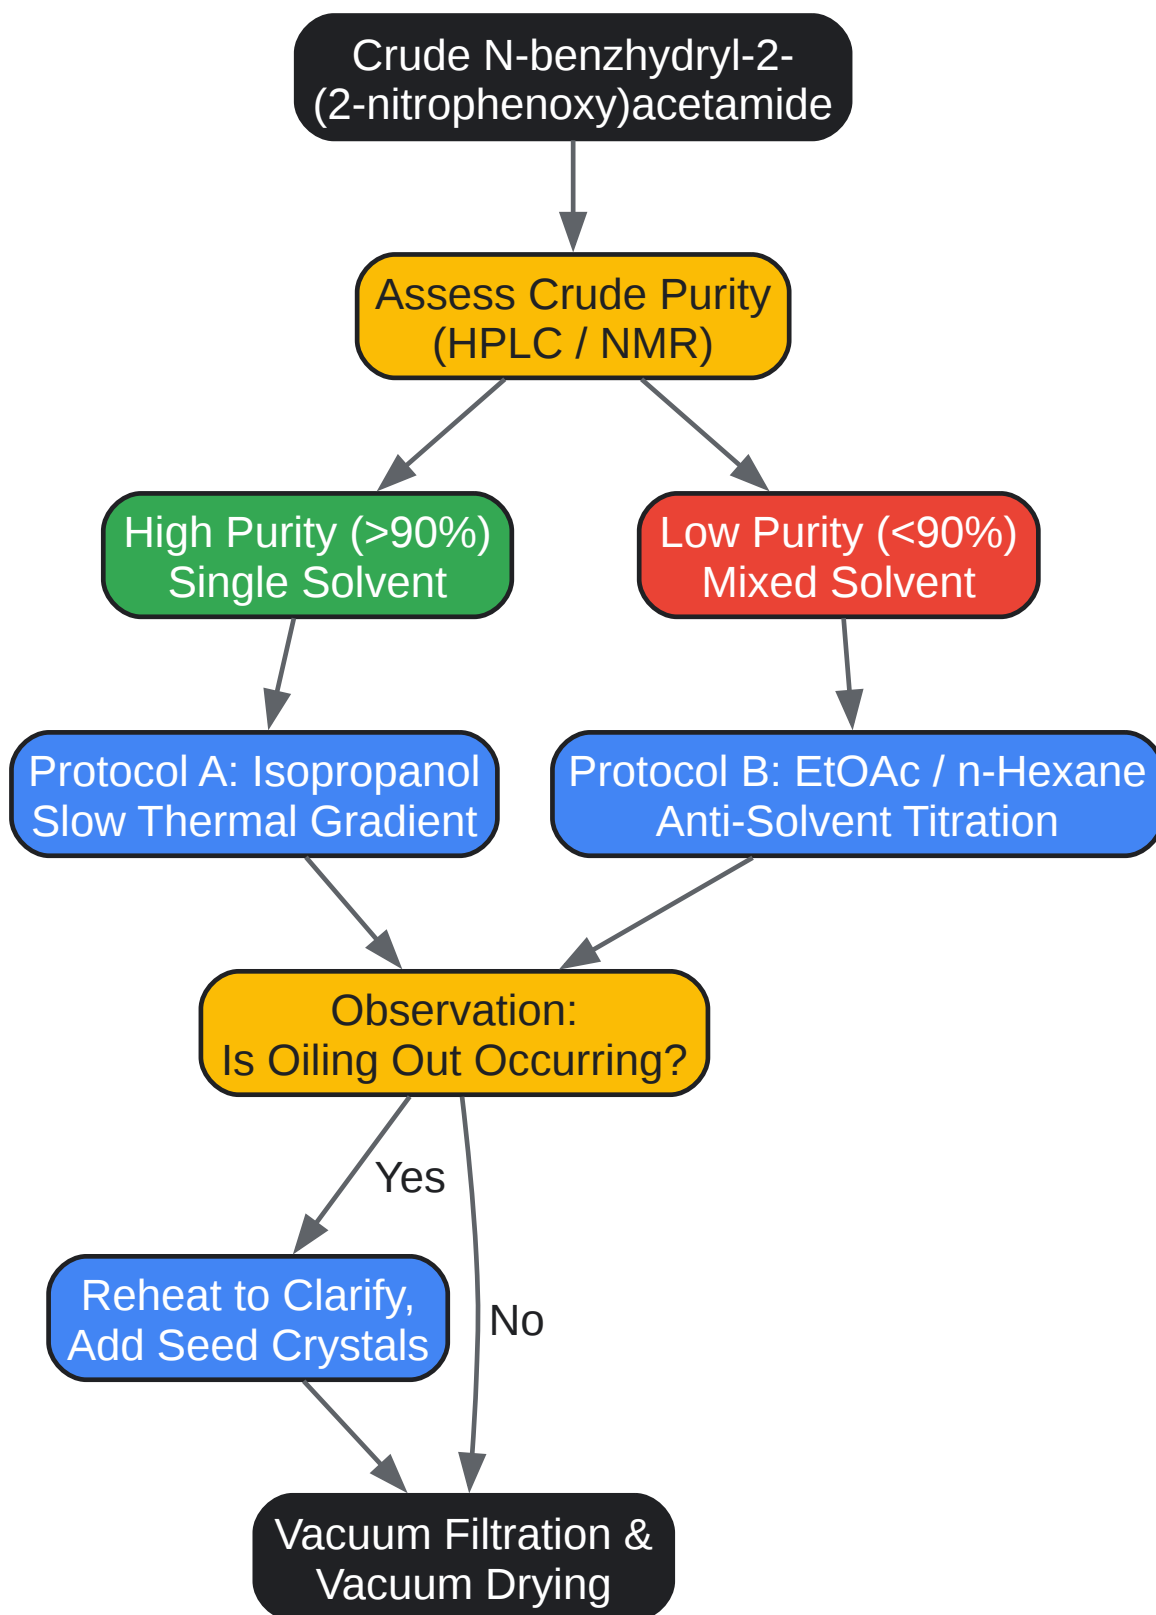 Crude N-benzhydryl-2-
(2-nitrophenoxy)acetamide
Assess Crude Purity
(HPLC / NMR)
High Purity (>90%)
Single Solvent
Low Purity (<90%)
Mixed Solvent
Protocol A: Isopropanol
Slow Thermal Gradient
Protocol B: EtOAc / n-Hexane
Anti-Solvent Titration
Observation:
Is Oiling Out Occurring?
Yes
Reheat to Clarify,
Add Seed Crystals
No
Vacuum Filtration &
Vacuum Drying